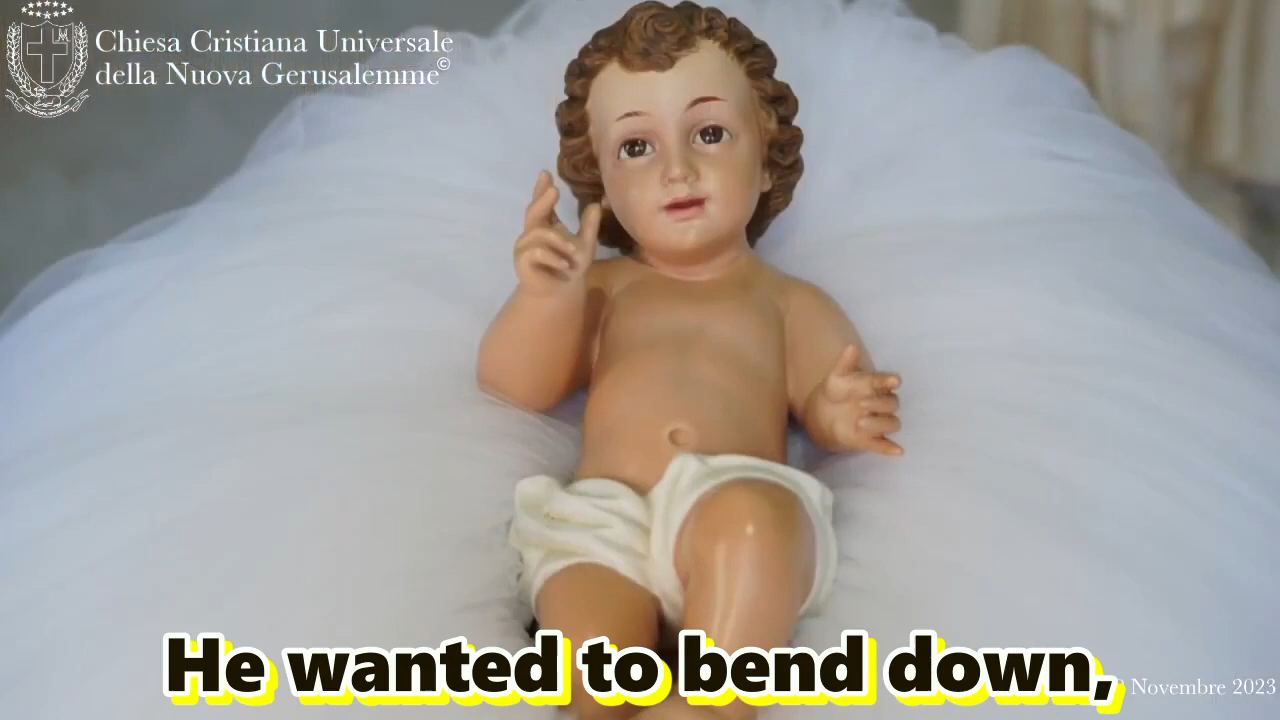 Chiesa Cristiana Universale
della Nuova Gerusalemme©
He wanted to bend down,
Novembre 2023